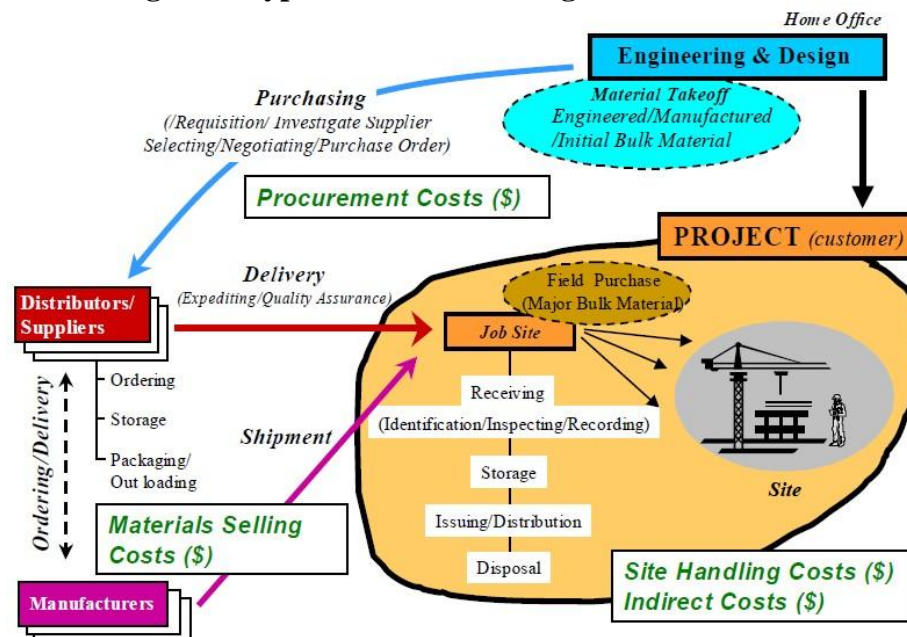 Home Office
Engineering & Design
Material Takeoff
Engineered/Manufactured
/Initial Bulk Material
Purchasing
(/Requisition/ Investigate Supplier
Selecting/Negotiating/Purchase Order)
Procurement Costs ($)
PROJECT (customer)
Delivery
(Expediting/Quality Assurance)
Field Purchase
(Major Bulk Material)
Distributors/
Suppliers
Job Site
Ordering
Storage
Packaging/
Out loading
Ordering/Delivery
Shipment
Receiving
(Identification/Inspecting/Recording)
Storage
Issuing/Distribution
Disposal
Site
Materials Selling
Costs ($)
Site Handling Costs ($)
Indirect Costs ($)
Manufacturers